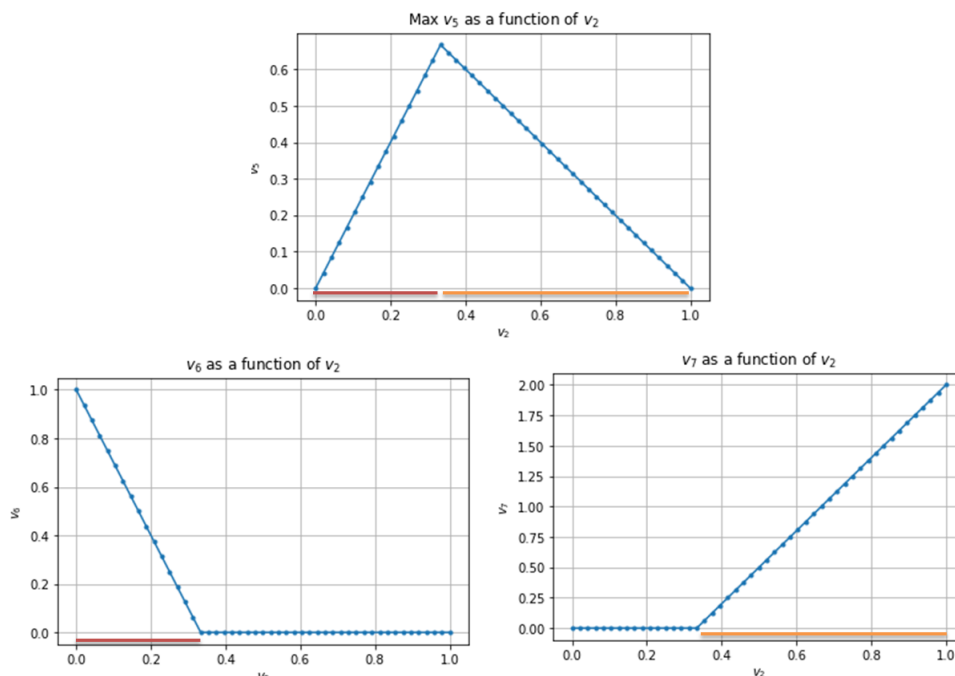 Max v₅ as a function of v₂
0.6
0.5
0.4
v₅
0.3
0.2
0.1
0.0
0.0 0.2 0.4 0.6 0.8 1.0
v₂
v₆ as a function of v₂
1.0
0.8
0.6
v₆
0.4
0.2
0.0
0.0 0.2 0.4 0.6 0.8 1.0
v₇ as a function of v₂
2.00
1.75
1.50
1.25
v₇
1.00
0.75
0.50
0.25
0.00
0.0 0.2 0.4 0.6 0.8 1.0
v₂